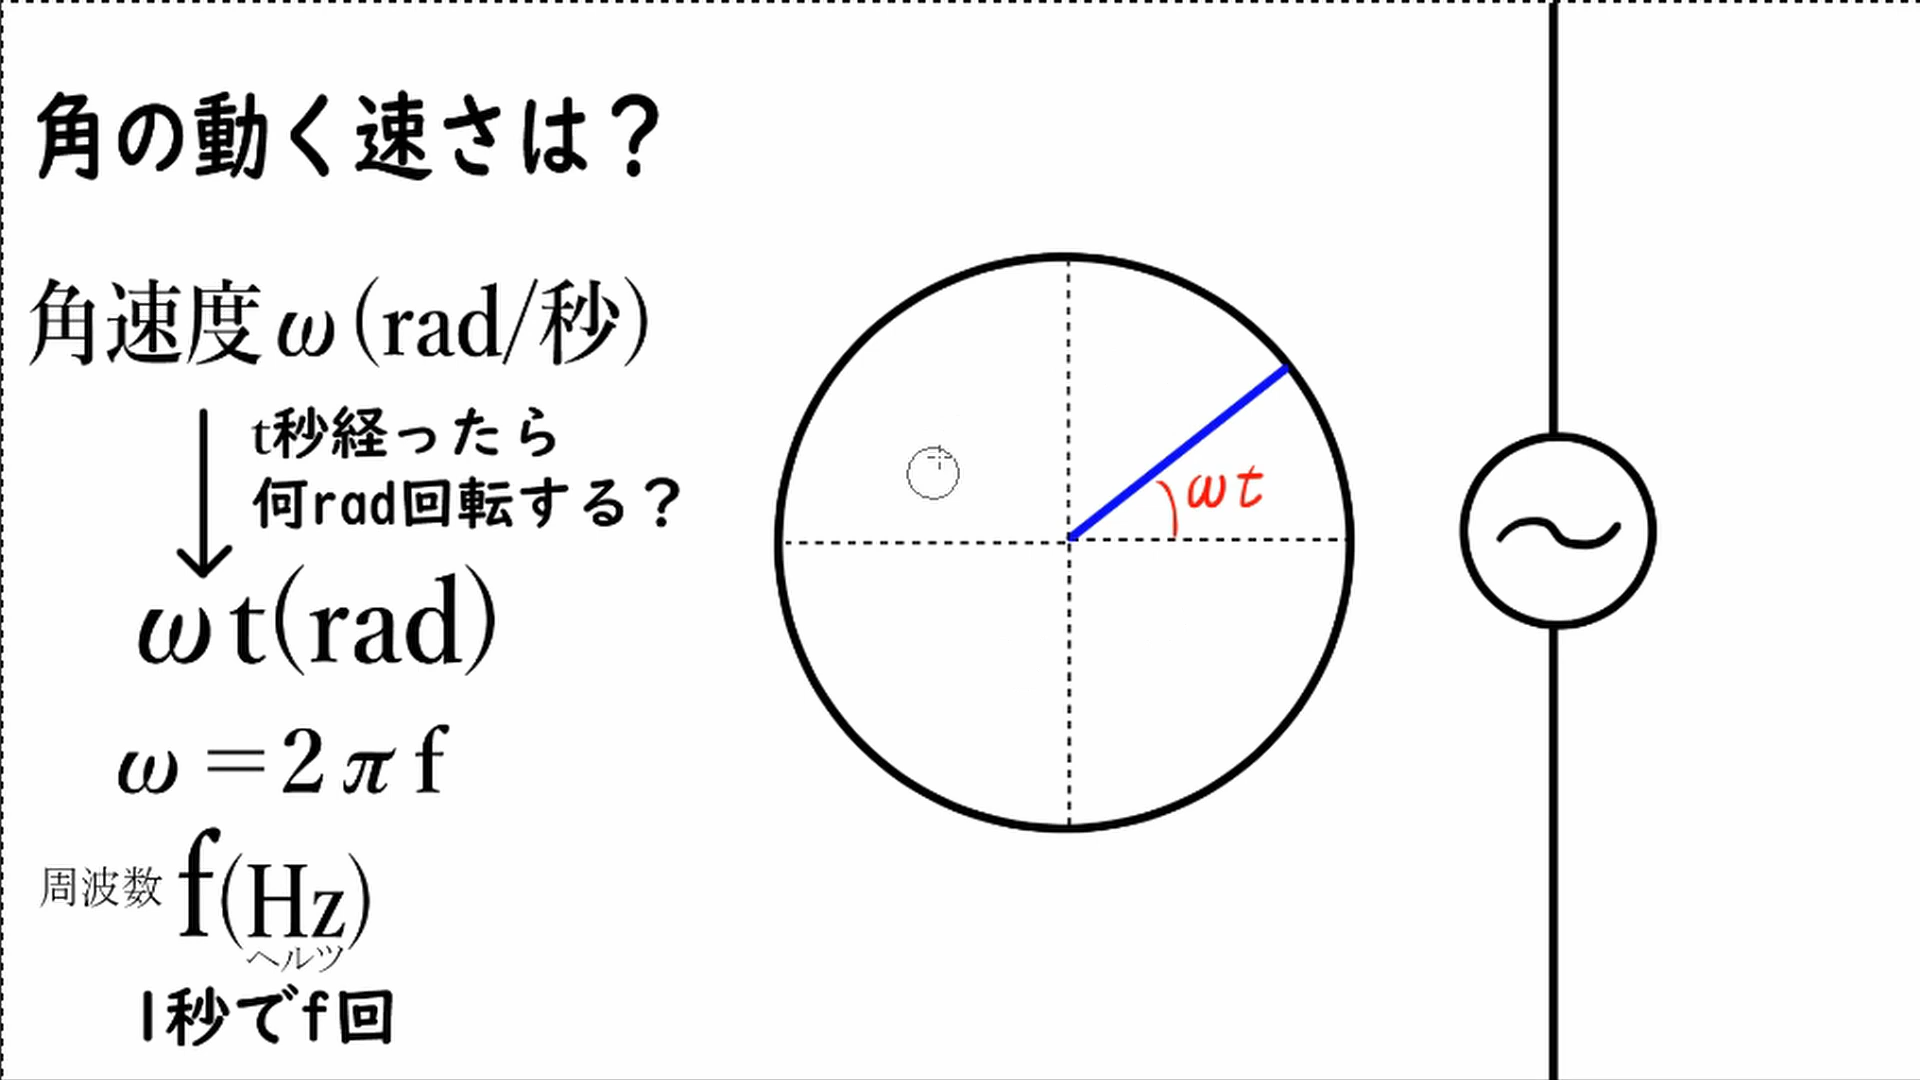 角の動く速さは？
角速度ω(rad/秒)
t秒経ったら
何rad回転する？
ωt(rad)
ω=2πf
周波数 f(Hz)
ヘルツ
1秒でf回
ωt